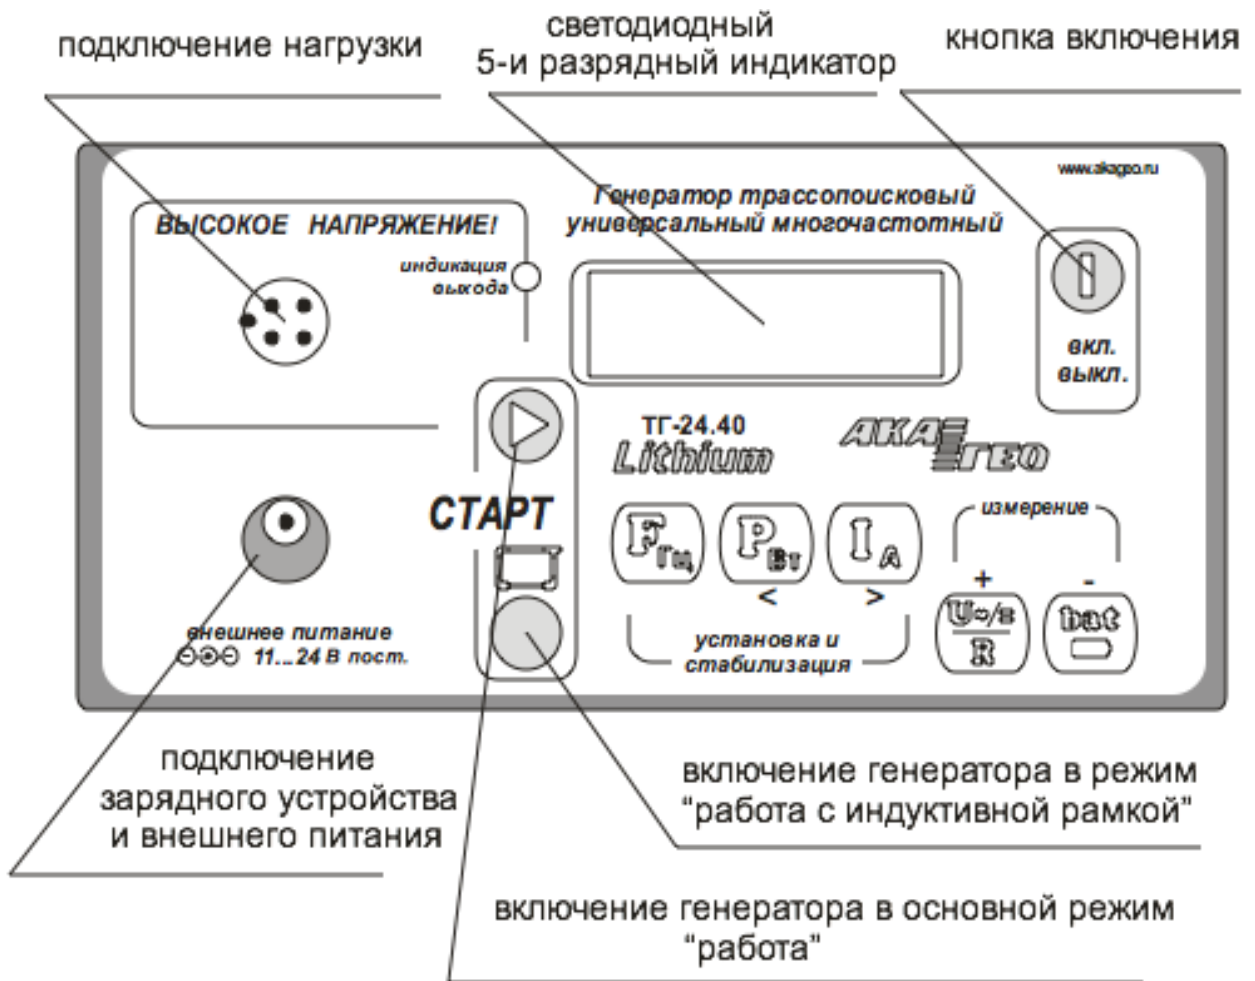 подключение нагрузки
светодиодный
5-и разрядный индикатор
кнопка включения
www.akageo.ru
Генератор трассопоисковый
универсальный многочастотный
ВЫСОКОЕ НАПРЯЖЕНИЕ!
индикация
выхода
вкл.
выкл.
ТГ-24.40
Lithium
АКА ГЕО
СТАРТ
F Гц
P Вт
I A
<
>
установка и
стабилизация
измерение
+
-
U~/=
R
bat
внешнее питание
11...24 В пост.
подключение
зарядного устройства
и внешнего питания
включение генератора в режим
“работа с индуктивной рамкой”
включение генератора в основной режим
“работа”